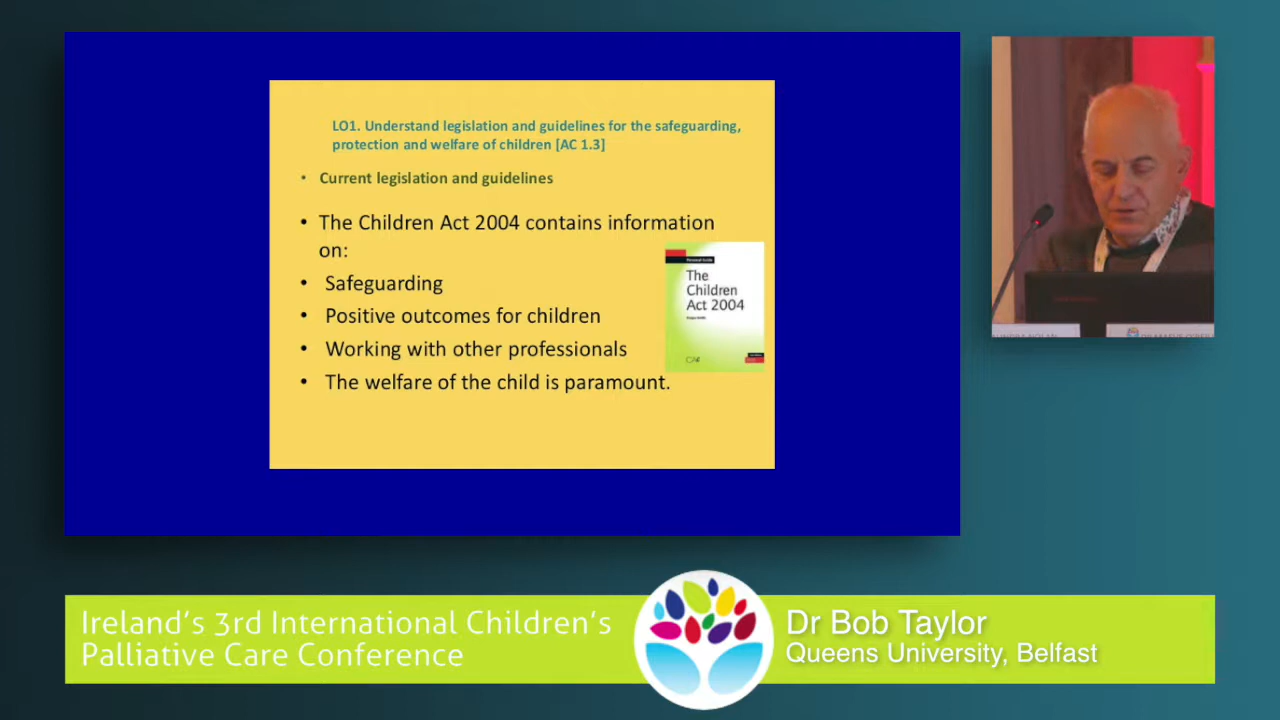 LO1. Understand legislation and guidelines for the safeguarding,
protection and welfare of children [AC 1.3]
• Current legislation and guidelines
• The Children Act 2004 contains information
on:
• Safeguarding
• Positive outcomes for children
• Working with other professionals
• The welfare of the child is paramount.
The
Children
Act 2004
Ireland's 3rd International Children's
Palliative Care Conference
Dr Bob Taylor
Queens University, Belfast